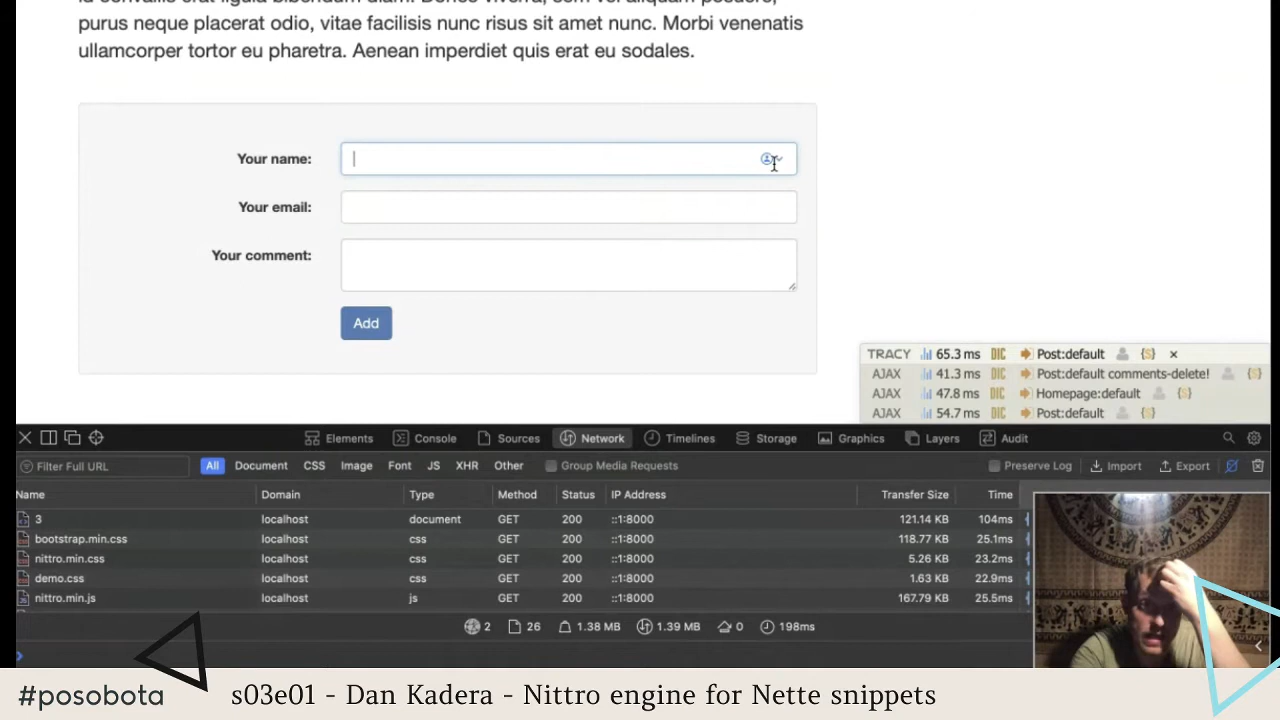 purus neque placerat odio, vitae facilisis nunc risus sit amet nunc. Morbi venenatis
ullamcorper tortor eu pharetra. Aenean imperdiet quis erat eu sodales.
Your name:
Your email:
Your comment:
Add
TRACY 65.3 ms DIC Post:default {$} ×
AJAX 41.3 ms DIC Post:default comments-delete! {$}
AJAX 47.8 ms DIC Homepage:default {$}
AJAX 54.7 ms DIC Post:default {$}
Elements Console Sources Network Timelines Storage Graphics Layers Audit
Filter Full URL All Document CSS Image Font JS XHR Other Group Media Requests Preserve Log Import Export
Name Domain Type Method Status IP Address Transfer Size Time
3 localhost document GET 200 ::1:8000 121.14 KB 104ms
bootstrap.min.css localhost css GET 200 ::1:8000 118.77 KB 25.1ms
nittro.min.css localhost css GET 200 ::1:8000 5.26 KB 23.2ms
demo.css localhost css GET 200 ::1:8000 1.63 KB 22.9ms
nittro.min.js localhost js GET 200 ::1:8000 167.79 KB 25.5ms
2 26 1.38 MB 1.39 MB 0 198ms
#posobota s03e01 - Dan Kadera - Nittro engine for Nette snippets